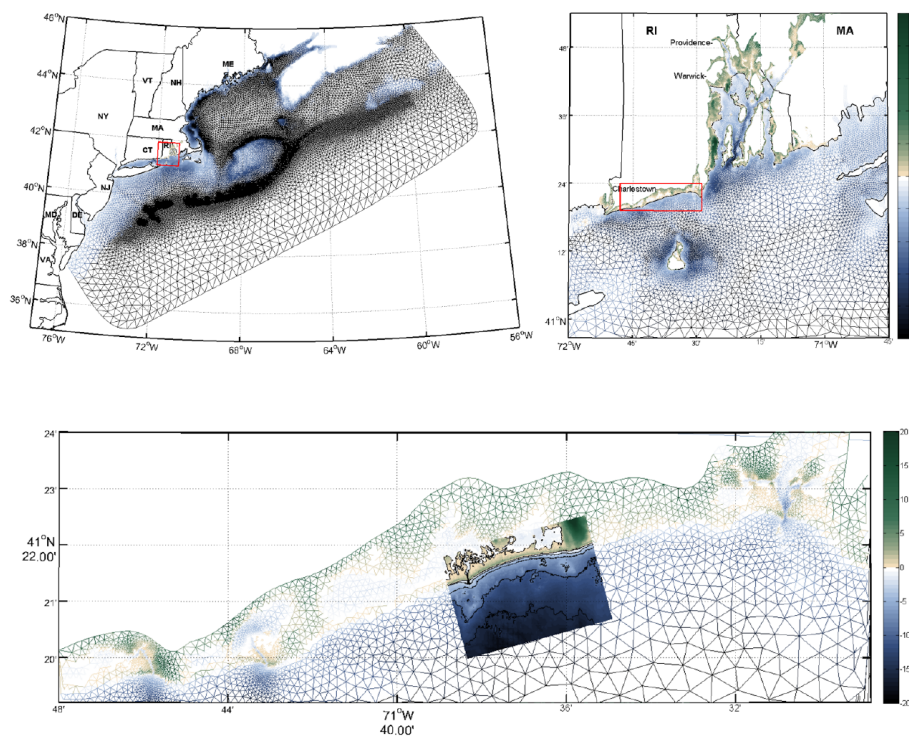 46°N
44°N
42°N
40°N
38°N
36°N
76°W
72°W
68°W
64°W
60°W
56°W
ME
VT
NH
NY
MA
CT
RI
NJ
MD
DE
VA
RI
MA
Providence
Warwick
Charlestown
48'
36'
24'
12'
41°N
72°W
45'
30'
15'
71°W
45'
24'
23'
41°N
22.00'
21'
20'
48'
44'
71°W
40.00'
36'
32'
20
15
10
5
0
-5
-10
-15
-20